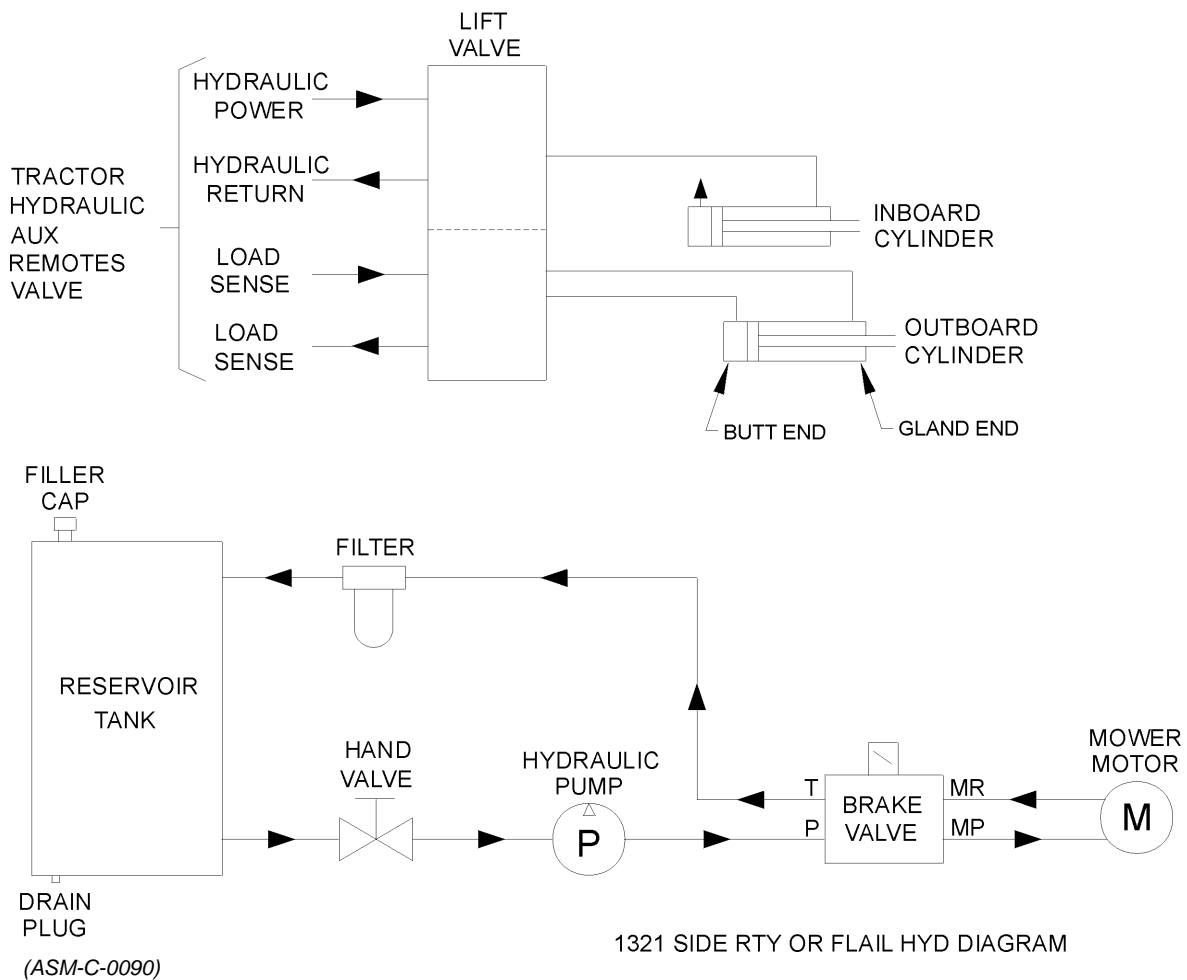 LIFT
VALVE
HYDRAULIC
POWER
HYDRAULIC
RETURN
TRACTOR
HYDRAULIC
AUX
REMOTES
VALVE
LOAD
SENSE
LOAD
SENSE
INBOARD
CYLINDER
OUTBOARD
CYLINDER
BUTT END
GLAND END
FILLER
CAP
FILTER
RESERVOIR
TANK
HAND
VALVE
HYDRAULIC
PUMP
P
T
P
BRAKE
VALVE
MR
MP
MOWER
MOTOR
M
DRAIN
PLUG
1321 SIDE RTY OR FLAIL HYD DIAGRAM
(ASM-C-0090)